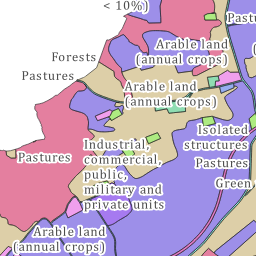 < 10%)
Pastures
Arable land
(annual crops)
Forests
Pastures
Arable land
(annual crops)
Isolated
structures
Industrial,
commercial,
public,
military and
private units
Pastures
Pastures
Green
Arable land
(annual crops)